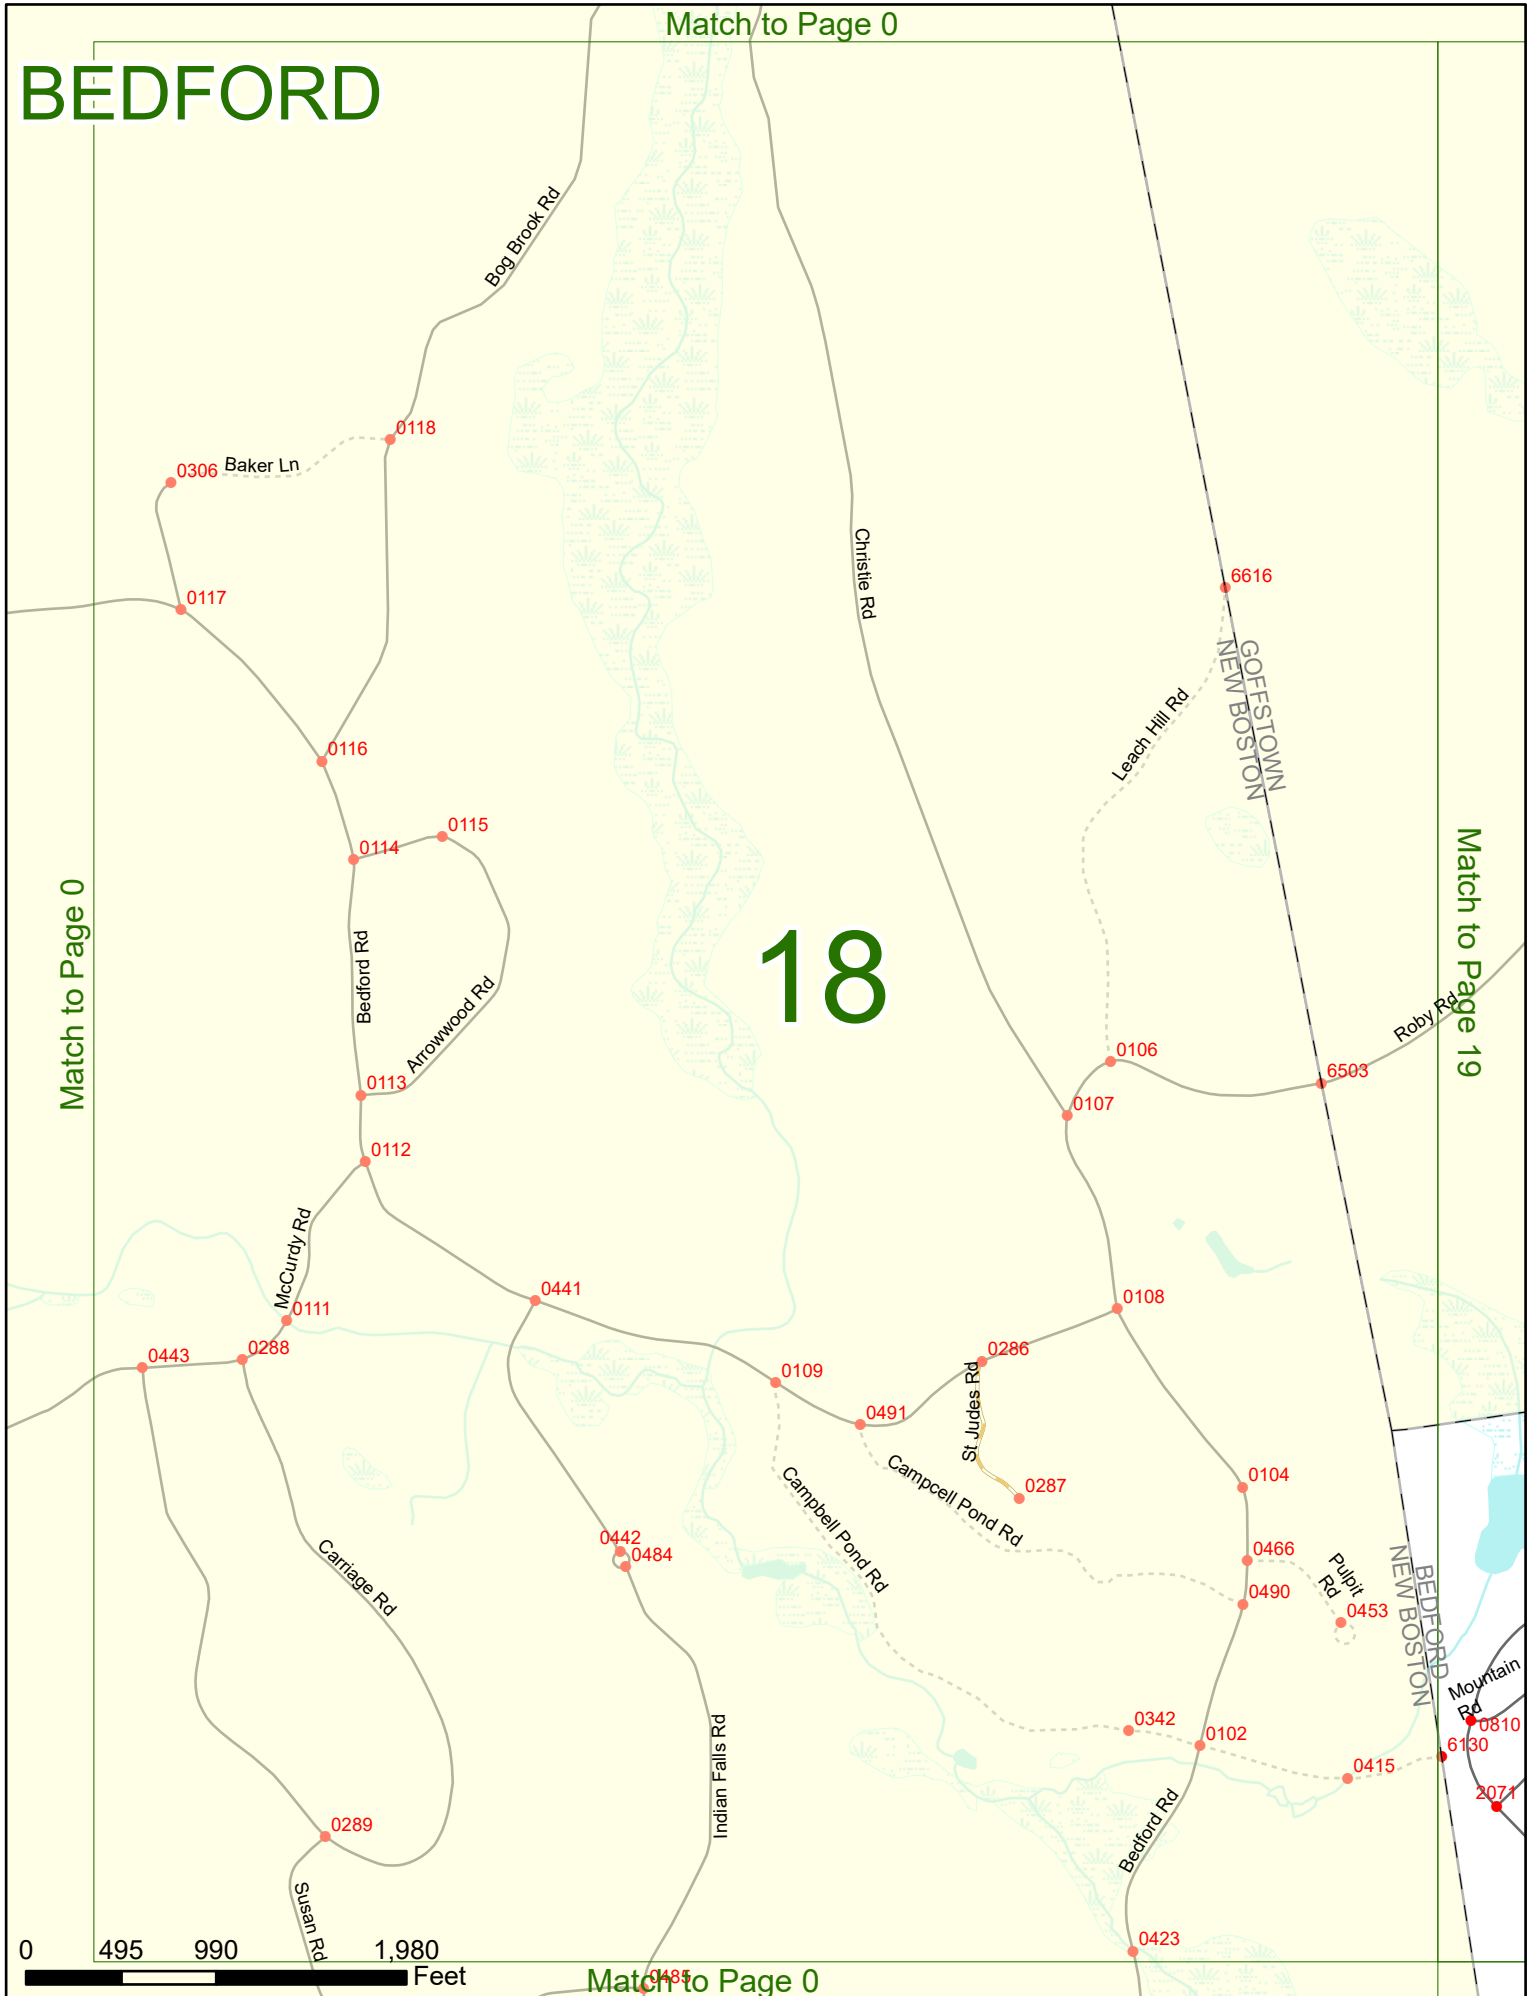 Match to Page 0
BEDFORD
Bog Brook Rd
0118
0306
Baker Ln
Christie Rd
6616
0117
GOFFSTOWN
NEW BOSTON
Leach Hill Rd
0116
0115
0114
Match to Page 19
Match to Page 0
18
Bedford Rd
Arrowwood Rd
Roby Rd
0106
6503
0113
0107
0112
McCurdy Rd
0441
0108
0111
0288
0443
0286
0109
St Judes Rd
0491
Campcell Pond Rd
Campbell Pond Rd
0287
0104
0442
0484
0466
Carriage Rd
Pulpit
Rd
0490
0453
BEDFORD
NEW BOSTON
Mountain
Rd
0810
Indian Falls Rd
0342
0102
6130
0415
2071
Bedford Rd
0289
Susan Rd
0423
0 495 990 1,980
Feet
0485
Match to Page 0